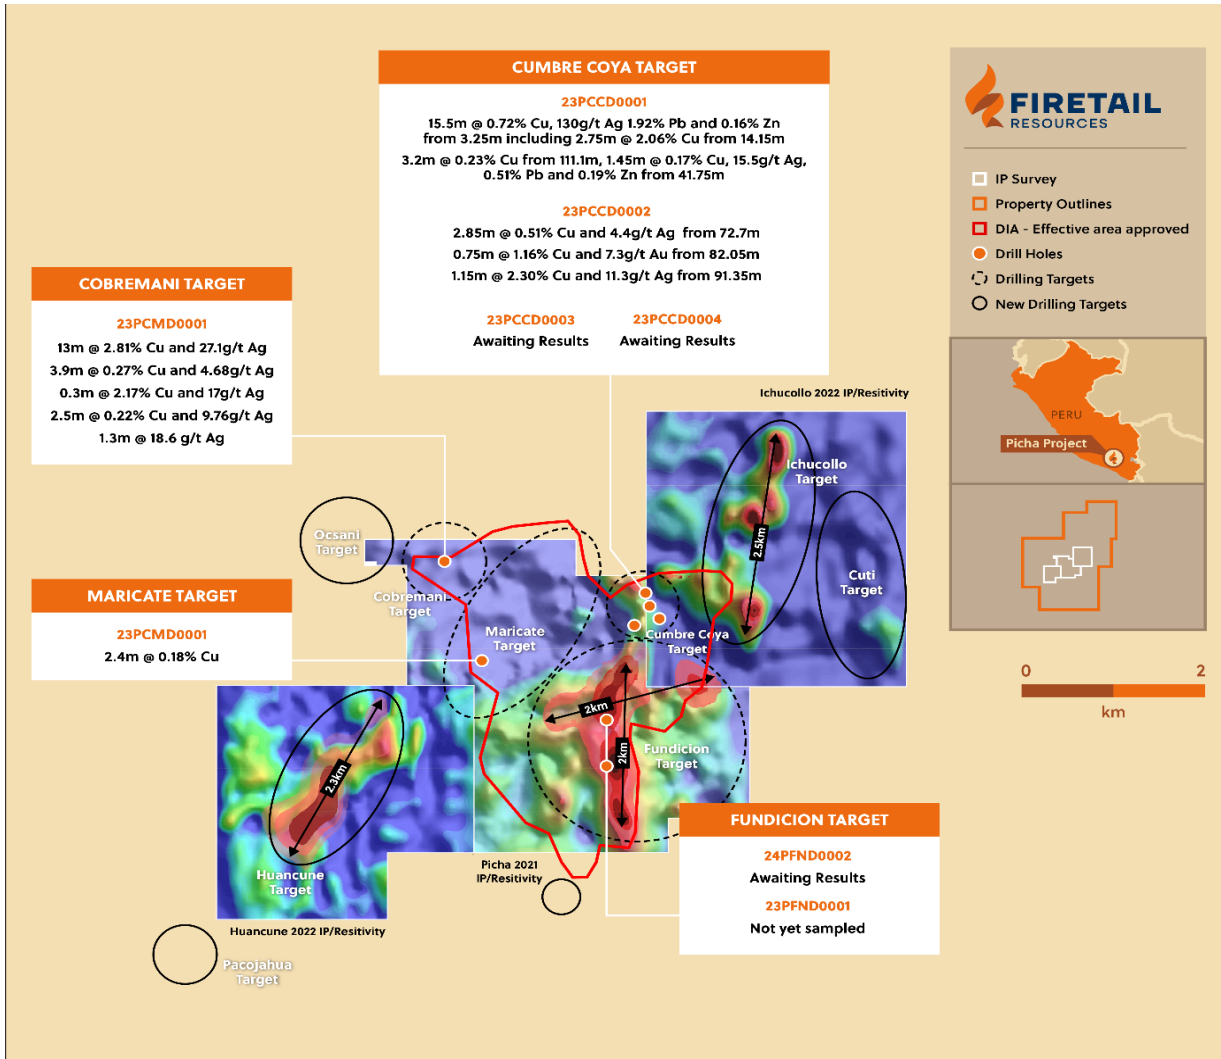 CUMBRE COYA TARGET
23PCCD0001
15.5m @ 0.72% Cu, 130g/t Ag 1.92% Pb and 0.16% Zn
from 3.25m including 2.75m @ 2.06% Cu from 14.15m
3.2m @ 0.23% Cu from 111.1m, 1.45m @ 0.17% Cu, 15.5g/t Ag,
0.51% Pb and 0.19% Zn from 41.75m
23PCCD0002
2.85m @ 0.51% Cu and 4.4g/t Ag from 72.7m
0.75m @ 1.16% Cu and 7.3g/t Au from 82.05m
1.15m @ 2.30% Cu and 11.3g/t Ag from 91.35m
23PCCD0003
Awaiting Results
23PCCD0004
Awaiting Results
FIRETAIL
RESOURCES
IP Survey
Property Outlines
DIA - Effective area approved
Drill Holes
Drilling Targets
New Drilling Targets
PERU
Picha Project
0
2
km
COBREMANI TARGET
23PCMD0001
13m @ 2.81% Cu and 27.1g/t Ag
3.9m @ 0.27% Cu and 4.68g/t Ag
0.3m @ 2.17% Cu and 17g/t Ag
2.5m @ 0.22% Cu and 9.76g/t Ag
1.3m @ 18.6 g/t Ag
MARICATE TARGET
23PCMD0001
2.4m @ 0.18% Cu
Ichucollo 2022 IP/Resitivity
Ichucollo
Target
2.5km
Cuti
Target
Ocsani
Target
Cobremani
Target
Maricate
Target
Cumbre Coya
Target
2km
2km
Fundicion
Target
2.3km
Huancune
Target
Huancune 2022 IP/Resitivity
Picha 2021
IP/Resitivity
Pacojahua
Target
FUNDICION TARGET
24PFND0002
Awaiting Results
23PFND0001
Not yet sampled